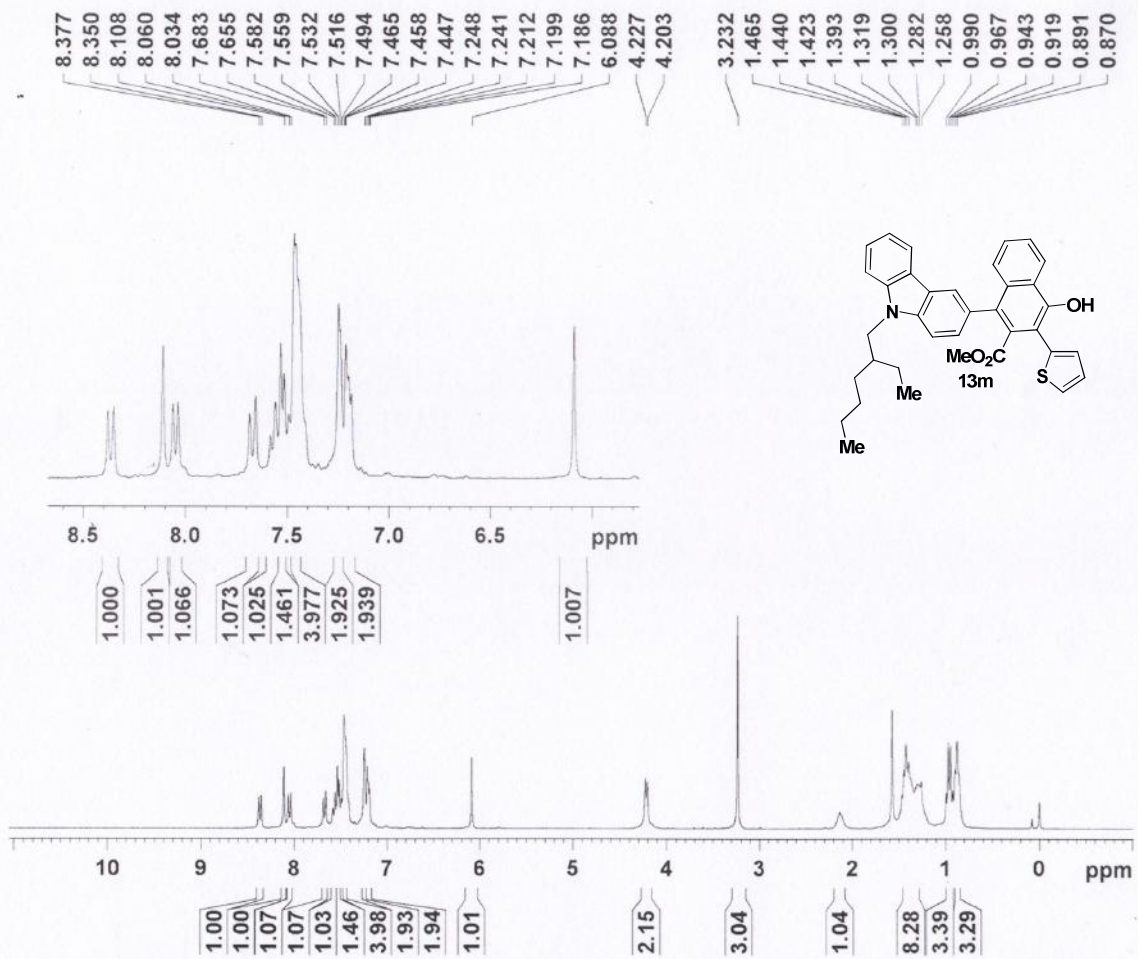 8.377 8.350 8.108 8.060 8.034 7.683 7.655 7.582 7.559 7.532 7.516 7.494 7.465 7.458 7.447 7.248 7.241 7.212 7.199 7.186 6.088 4.227 4.203 3.232 1.465 1.440 1.423 1.393 1.319 1.300 1.282 1.258 0.990 0.967 0.943 0.919 0.891 0.870
OH
N
MeO₂C
13m
S
Me
Me
8.5 8.0 7.5 7.0 6.5 ppm
1.000 1.001 1.066 1.073 1.025 1.461 3.977 1.925 1.939 1.007
10 9 8 7 6 5 4 3 2 1 0 ppm
1.00 1.00 1.07 1.07 1.03 1.46 3.98 1.93 1.94 1.01 2.15 3.04 1.04 8.28 3.39 3.29